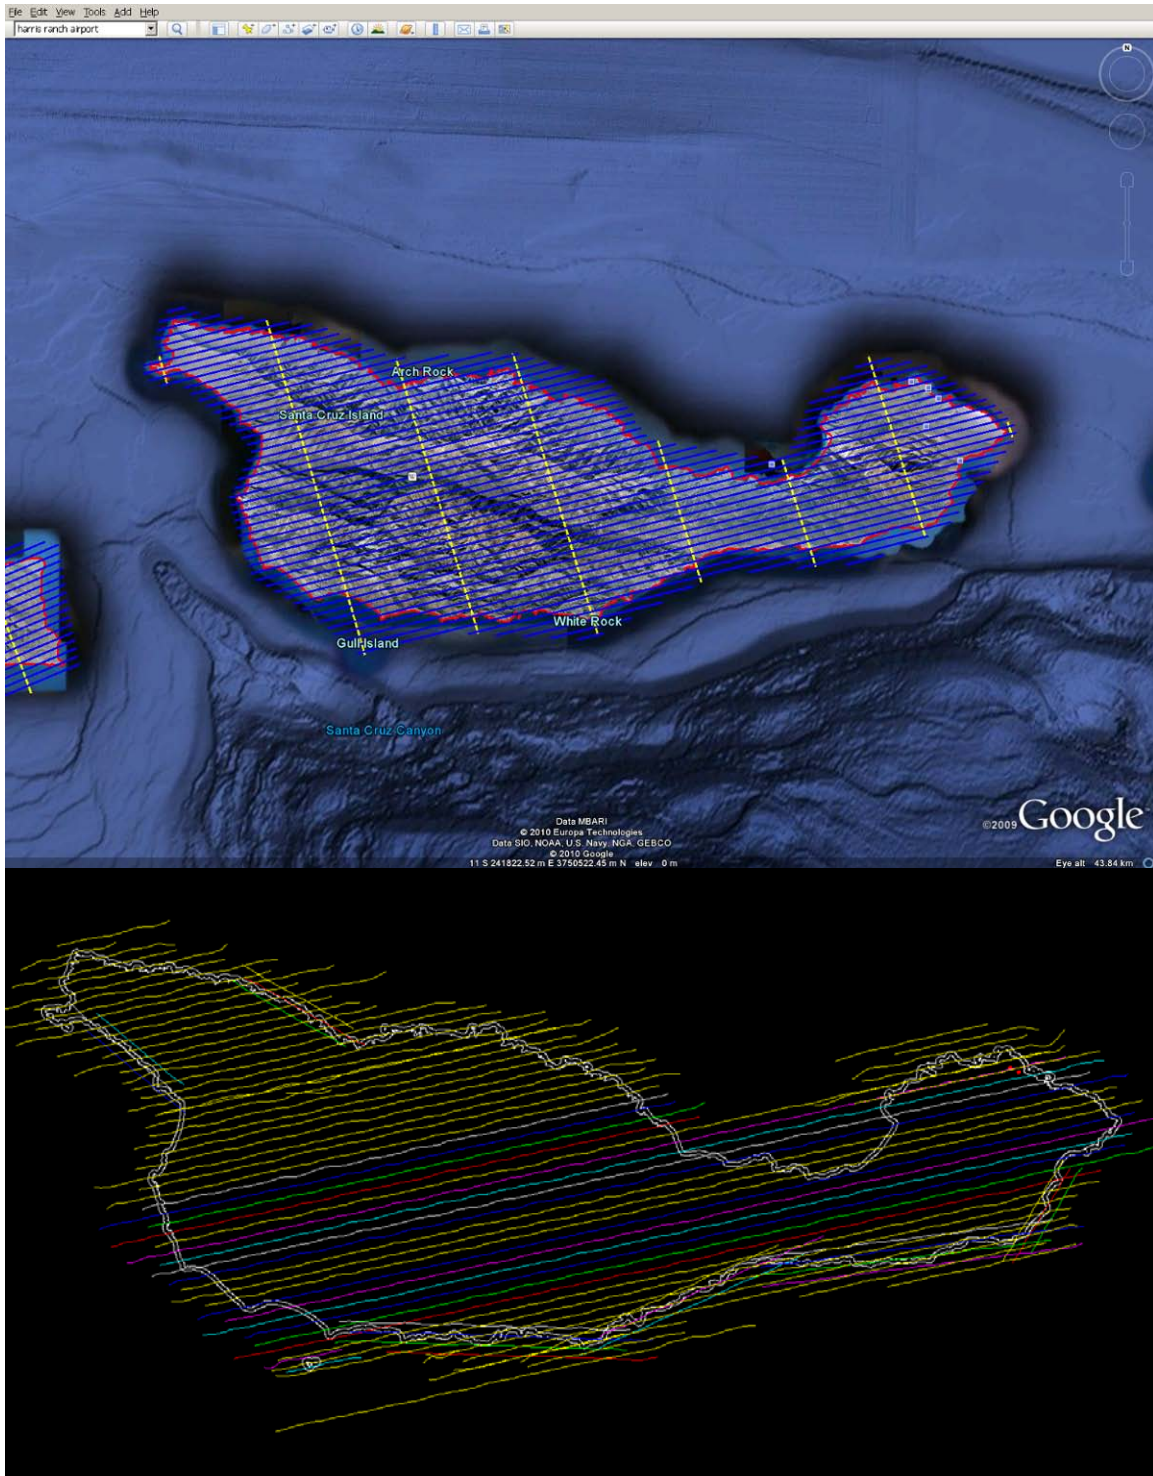 File Edit View Tools Add Help
harris ranch airport
N
Arch Rock
Santa Cruz Island
White Rock
Gull Island
Santa Cruz Canyon
Data MBARI
© 2010 Europa Technologies
Data SIO, NOAA, U.S. Navy, NGA, GEBCO
© 2010 Google
©2009 Google
11 S 241822.52 m E 3750522.45 m N elev 0 m
Eye alt 43.84 km